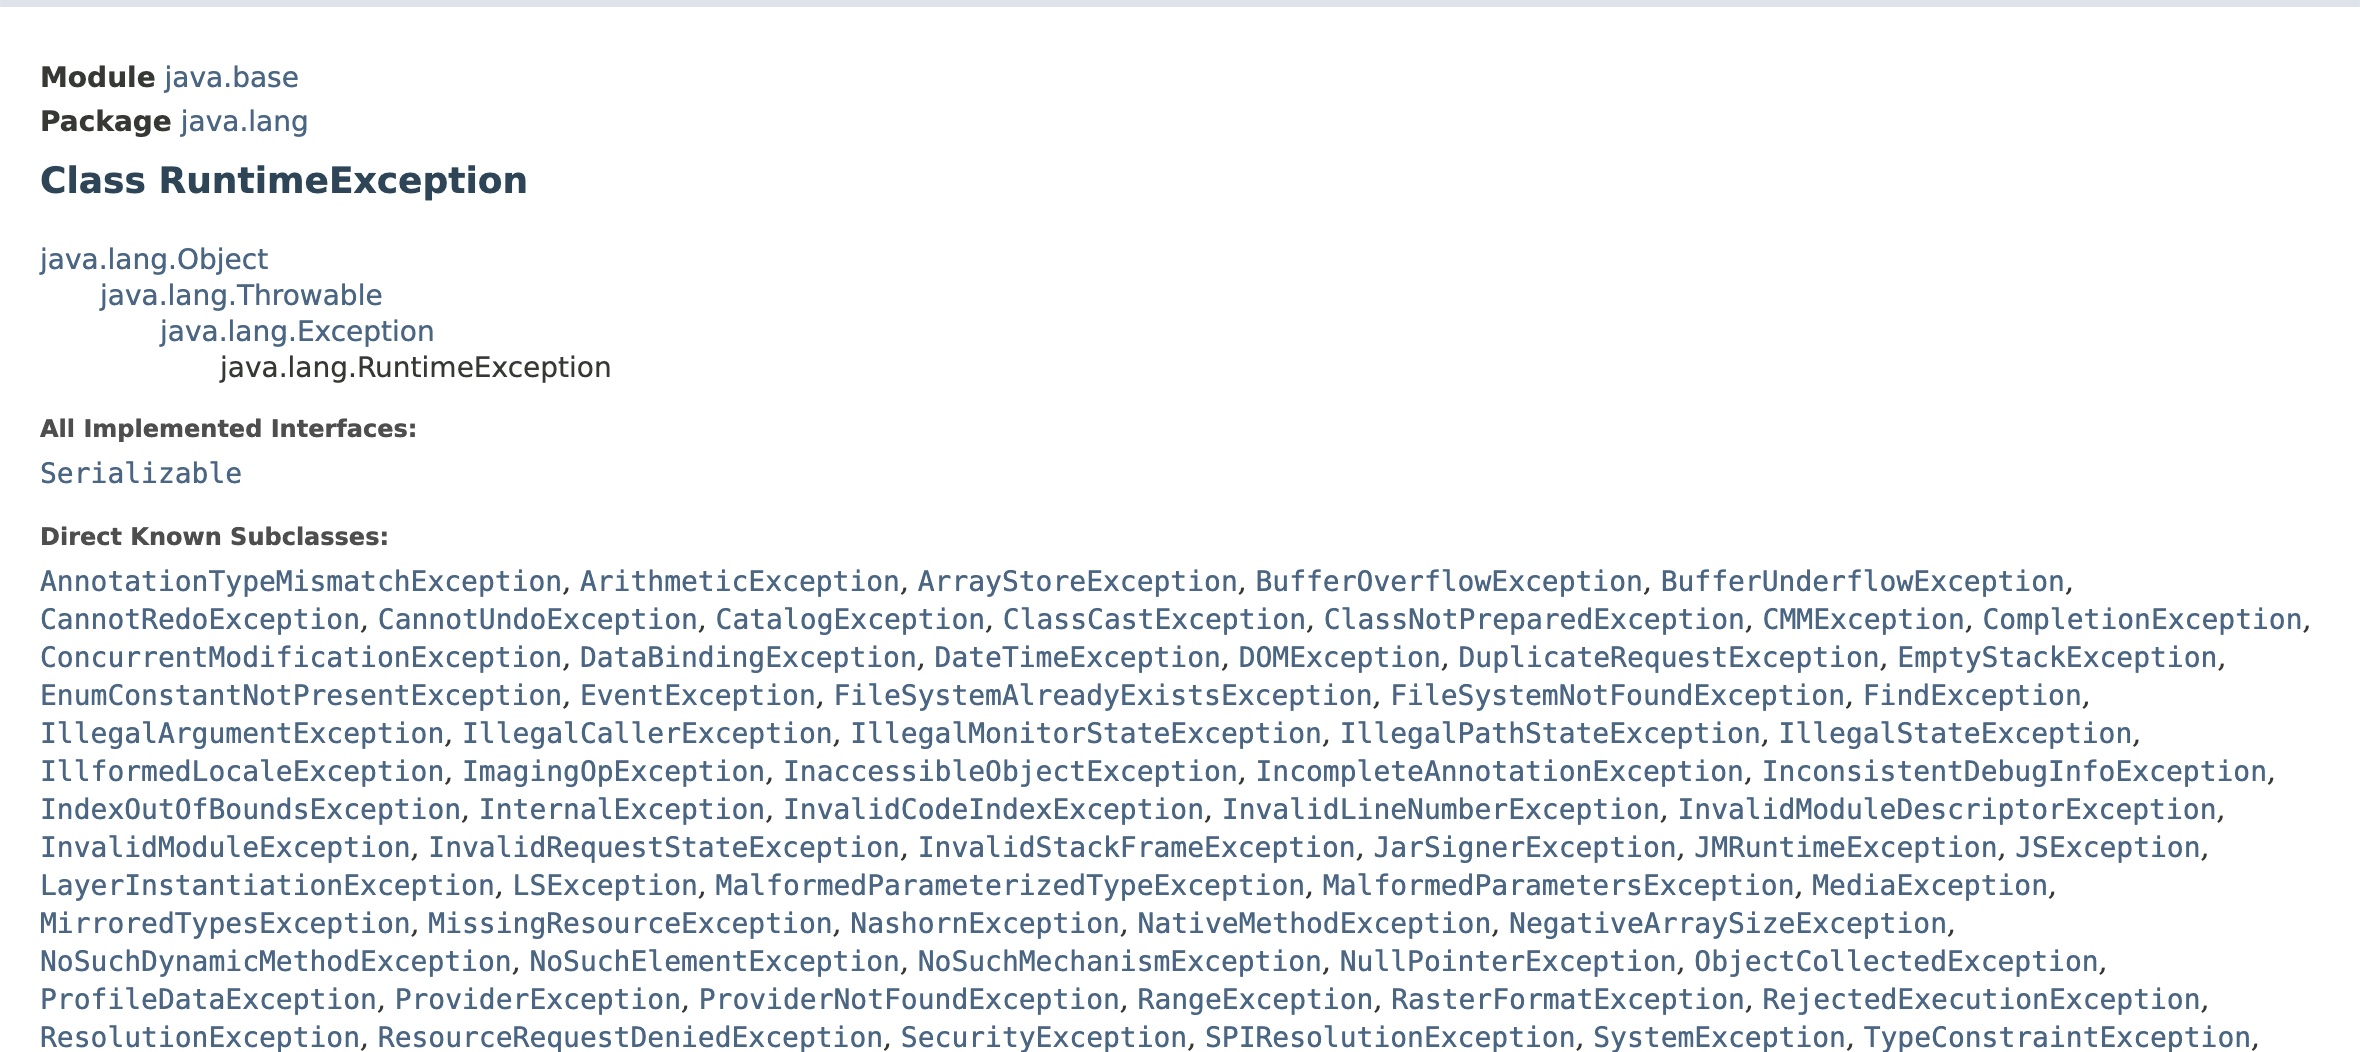 Module java.base
Package java.lang
Class RuntimeException
java.lang.Object
java.lang.Throwable
java.lang.Exception
java.lang.RuntimeException
All Implemented Interfaces:
Serializable
Direct Known Subclasses:
AnnotationTypeMismatchException, ArithmeticException, ArrayStoreException, BufferOverflowException, BufferUnderflowException,
CannotRedoException, CannotUndoException, CatalogException, ClassCastException, ClassNotPreparedException, CMMException, CompletionException,
ConcurrentModificationException, DataBindingException, DateTimeException, DOMException, DuplicateRequestException, EmptyStackException,
EnumConstantNotPresentException, EventException, FileSystemAlreadyExistsException, FileSystemNotFoundException, FindException,
IllegalArgumentException, IllegalCallerException, IllegalMonitorStateException, IllegalPathStateException, IllegalStateException,
IllformedLocaleException, ImagingOpException, InaccessibleObjectException, IncompleteAnnotationException, InconsistentDebugInfoException,
IndexOutOfBoundsException, InternalException, InvalidCodeIndexException, InvalidLineNumberException, InvalidModuleDescriptorException,
InvalidModuleException, InvalidRequestStateException, InvalidStackFrameException, JarSignerException, JMRuntimeException, JSException,
LayerInstantiationException, LSException, MalformedParameterizedTypeException, MalformedParametersException, MediaException,
MirroredTypesException, MissingResourceException, NashornException, NativeMethodException, NegativeArraySizeException,
NoSuchDynamicMethodException, NoSuchElementException, NoSuchMechanismException, NullPointerException, ObjectCollectedException,
ProfileDataException, ProviderException, ProviderNotFoundException, RangeException, RasterFormatException, RejectedExecutionException,
ResolutionException, ResourceRequestDeniedException, SecurityException, SPIResolutionException, SystemException, TypeConstraintException,